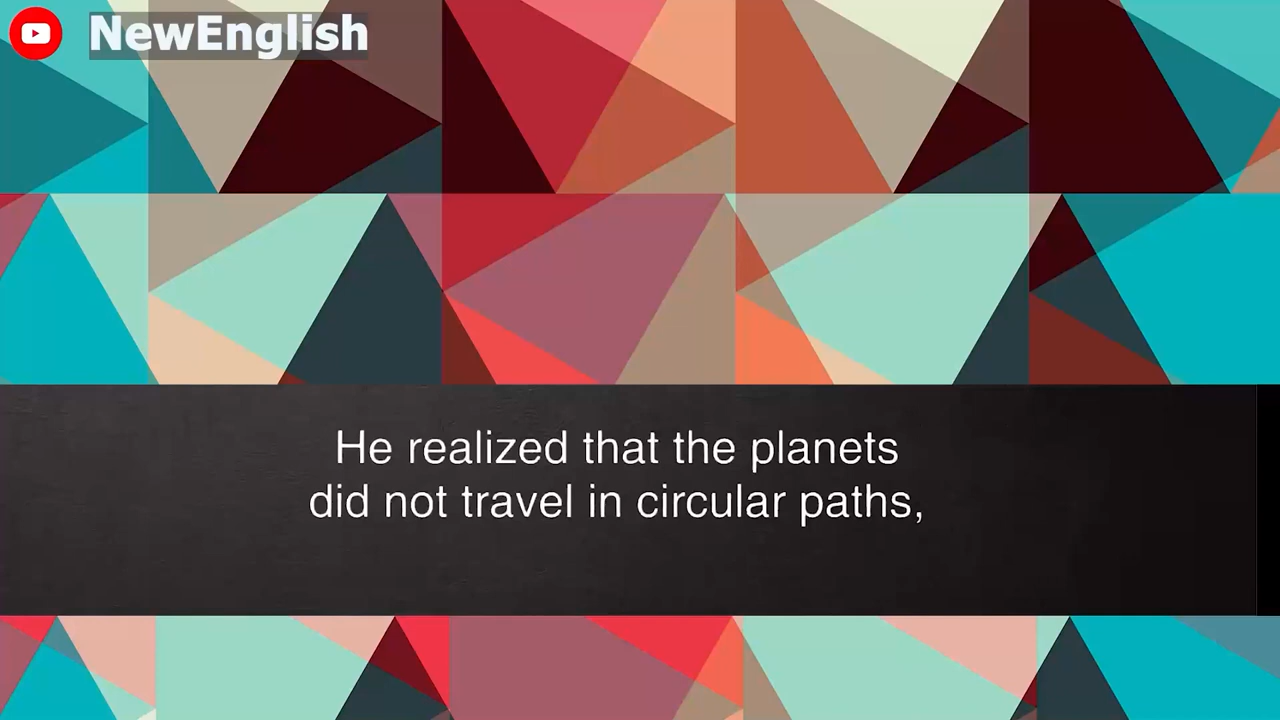 NewEnglish
He realized that the planets
did not travel in circular paths,